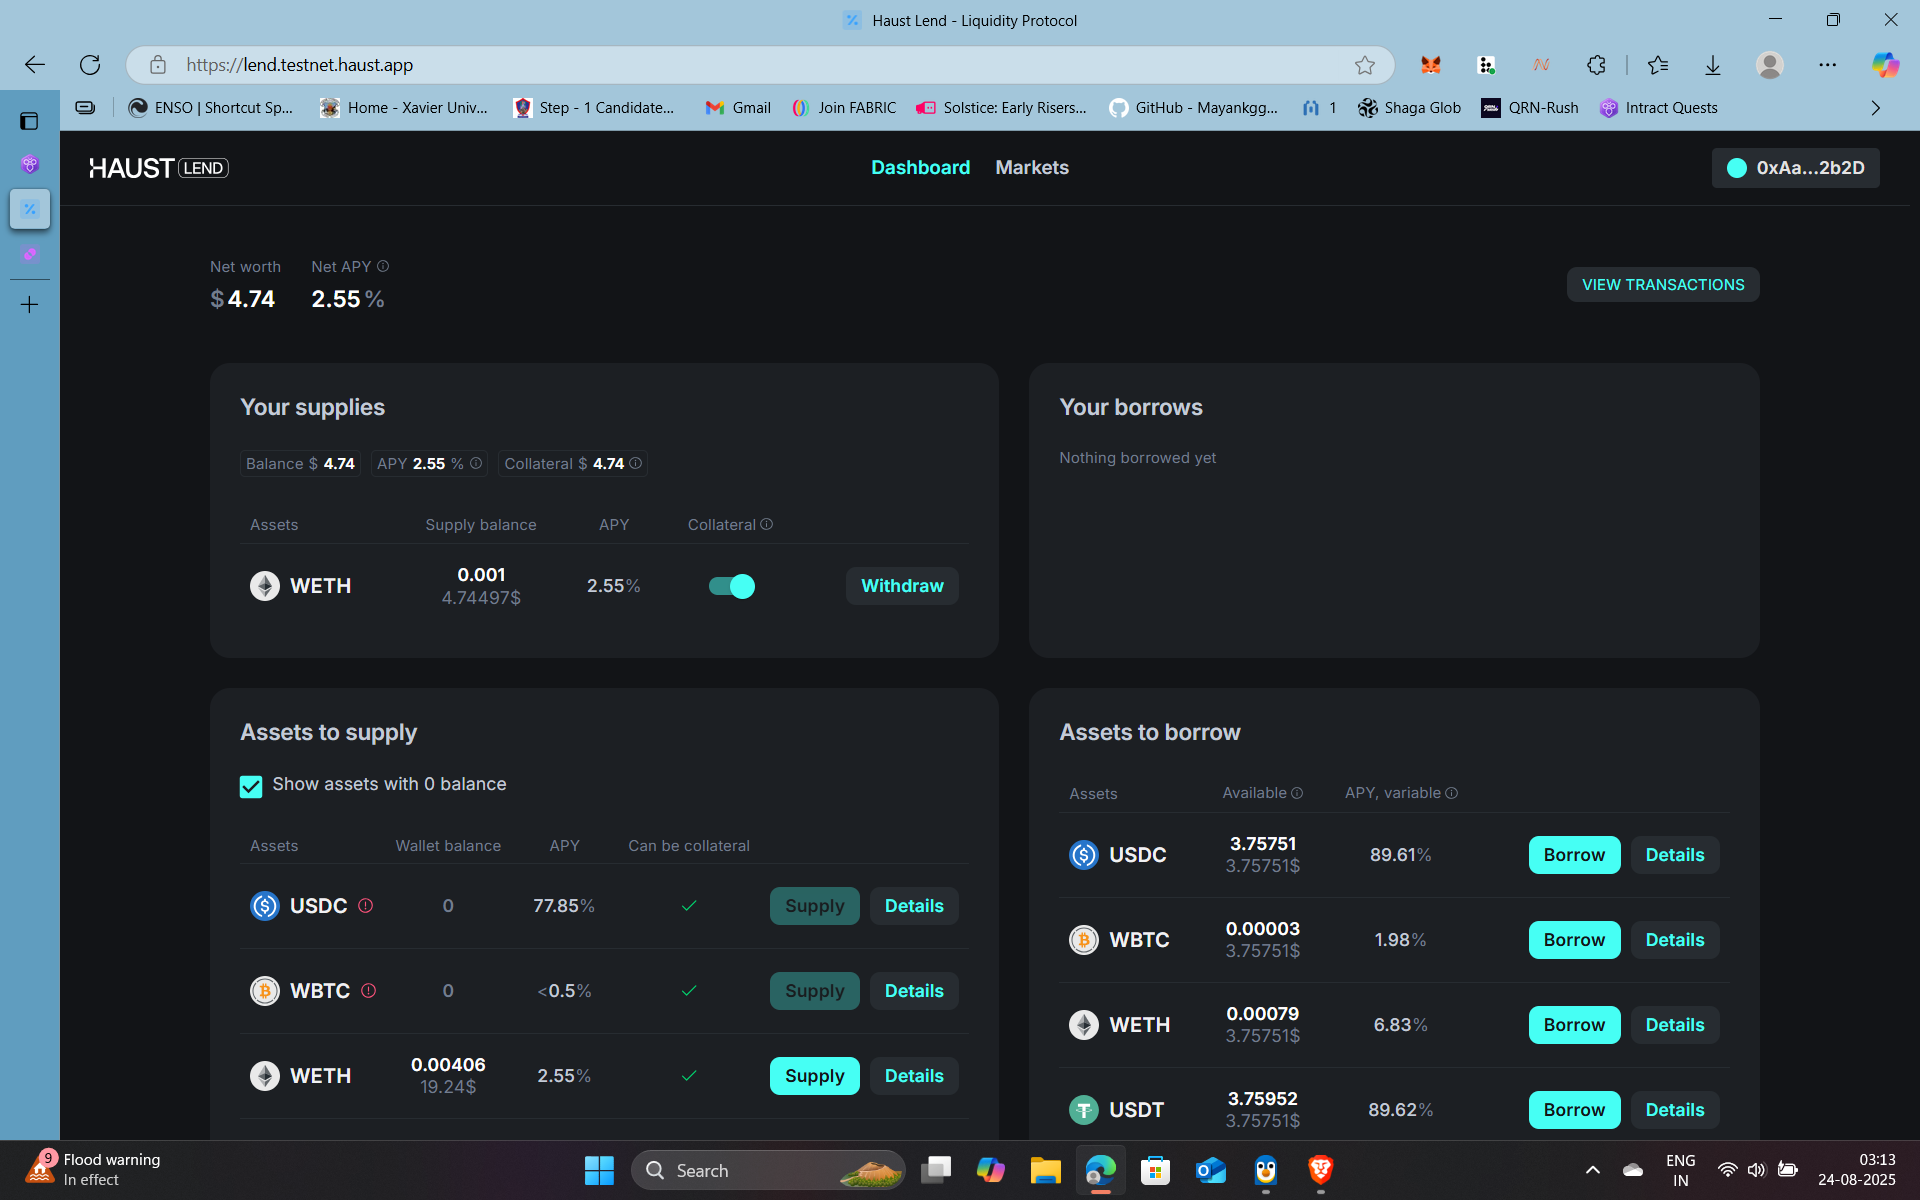 Haust Lend - Liquidity Protocol
https://lend.testnet.haust.app
ENSO | Shortcut Sp...
Home - Xavier Univ...
Step - 1 Candidate...
Gmail
Join FABRIC
Solstice: Early Risers...
GitHub - Mayankgg...
1
Shaga Glob
QRN-Rush
Intract Quests
HAUST LEND
Dashboard
Markets
0xAa...2b2D
Net worth
$ 4.74
Net APY
2.55 %
VIEW TRANSACTIONS
Your supplies
Balance $ 4.74
APY 2.55 %
Collateral $ 4.74
Assets
Supply balance
APY
Collateral
WETH
0.001
4.74497$
2.55%
Withdraw
Your borrows
Nothing borrowed yet
Assets to supply
Show assets with 0 balance
Assets
Wallet balance
APY
Can be collateral
USDC
0
77.85%
Supply
Details
WBTC
0
<0.5%
Supply
Details
WETH
0.00406
19.24$
2.55%
Supply
Details
Assets to borrow
Assets
Available
APY, variable
USDC
3.75751
3.75751$
89.61%
Borrow
Details
WBTC
0.00003
3.75751$
1.98%
Borrow
Details
WETH
0.00079
3.75751$
6.83%
Borrow
Details
USDT
3.75952
3.75751$
89.62%
Borrow
Details
9
Flood warning
In effect
Search
ENG
IN
03:13
24-08-2025